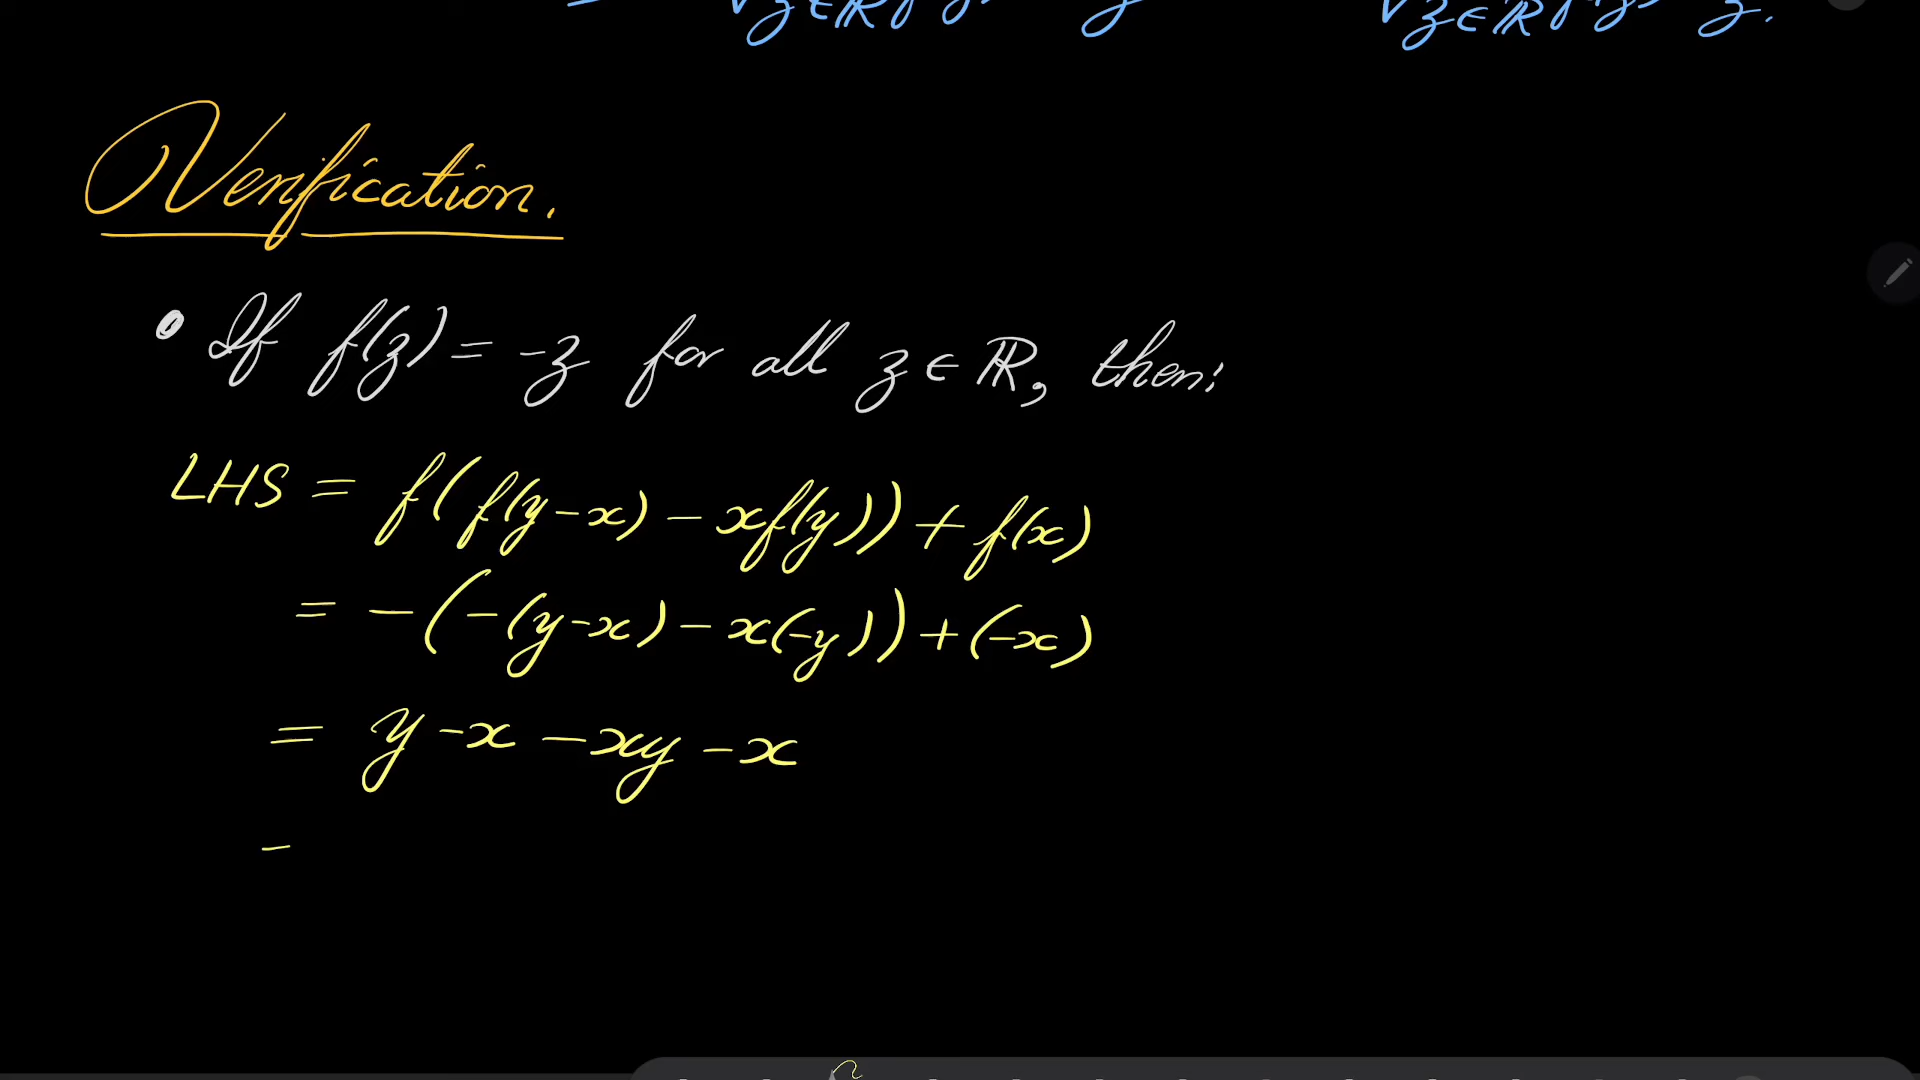 z∈ℝ z∈ℝ
Verification.
• If f(z) = -z for all z ∈ ℝ, then:
LHS = f(f(y-x) - xf(y)) + f(x)
= -(-(y-x) - x(-y)) + (-x)
= y - x - xy - x
-